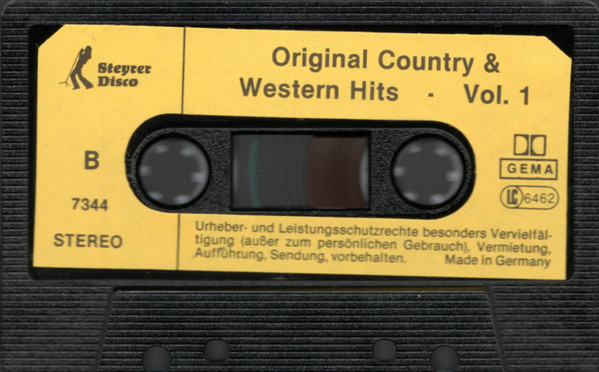 Steyrer
Disco
Original Country &
Western Hits - Vol. 1
B
7344
STEREO
GEMA
LC 6462
Urheber- und Leistungsschutzrechte besonders Vervielfäl-
tigung (außer zum persönlichen Gebrauch), Vermietung,
Aufführung, Sendung, vorbehalten. Made in Germany